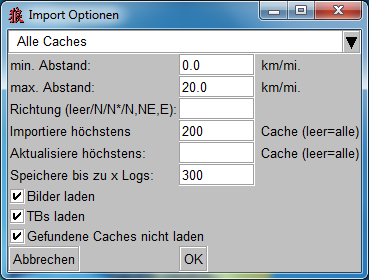 Import Optionen
Alle Caches
min. Abstand: 0.0 km/mi.
max. Abstand: 20.0 km/mi.
Richtung (leer/N/N*/N,NE,E):
Importiere höchstens 200 Cache (leer=alle)
Aktualisiere höchstens: Cache (leer=alle)
Speichere bis zu x Logs: 300
Bilder laden
TBs laden
Gefundene Caches nicht laden
Abbrechen OK